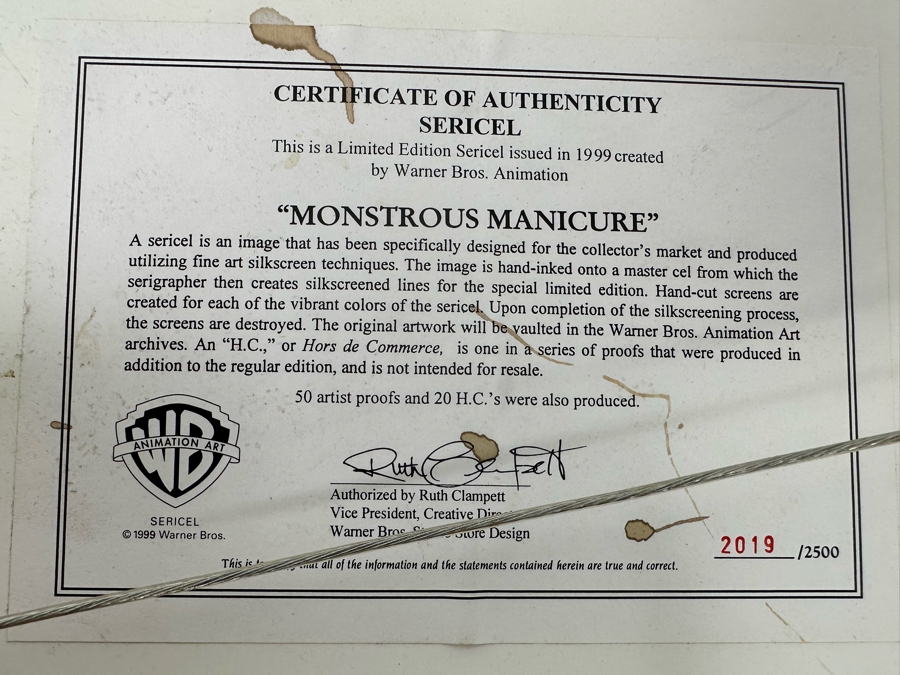 CERTIFICATE OF AUTHENTICITY
SERICEL
This is a Limited Edition Sericel issued in 1999 created
by Warner Bros. Animation
“MONSTROUS MANICURE”
A sericel is an image that has been specifically designed for the collector’s market and produced
utilizing fine art silkscreen techniques. The image is hand-inked onto a master cel from which the
serigrapher then creates silkscreened lines for the special limited edition. Hand-cut screens are
created for each of the vibrant colors of the sericel. Upon completion of the silkscreening process,
the screens are destroyed. The original artwork will be vaulted in the Warner Bros. Animation Art
archives. An “H.C.,” or Hors de Commerce, is one in a series of proofs that were produced in
addition to the regular edition, and is not intended for resale.
50 artist proofs and 20 H.C.’s were also produced.
WB
ANIMATION ART
SERICEL
© 1999 Warner Bros.
Ruth Clampett
Authorized by Ruth Clampett
Vice President, Creative
Warner Bros. Store Design
This is that all of the information and the statements contained herein are true and correct.
2019 /2500